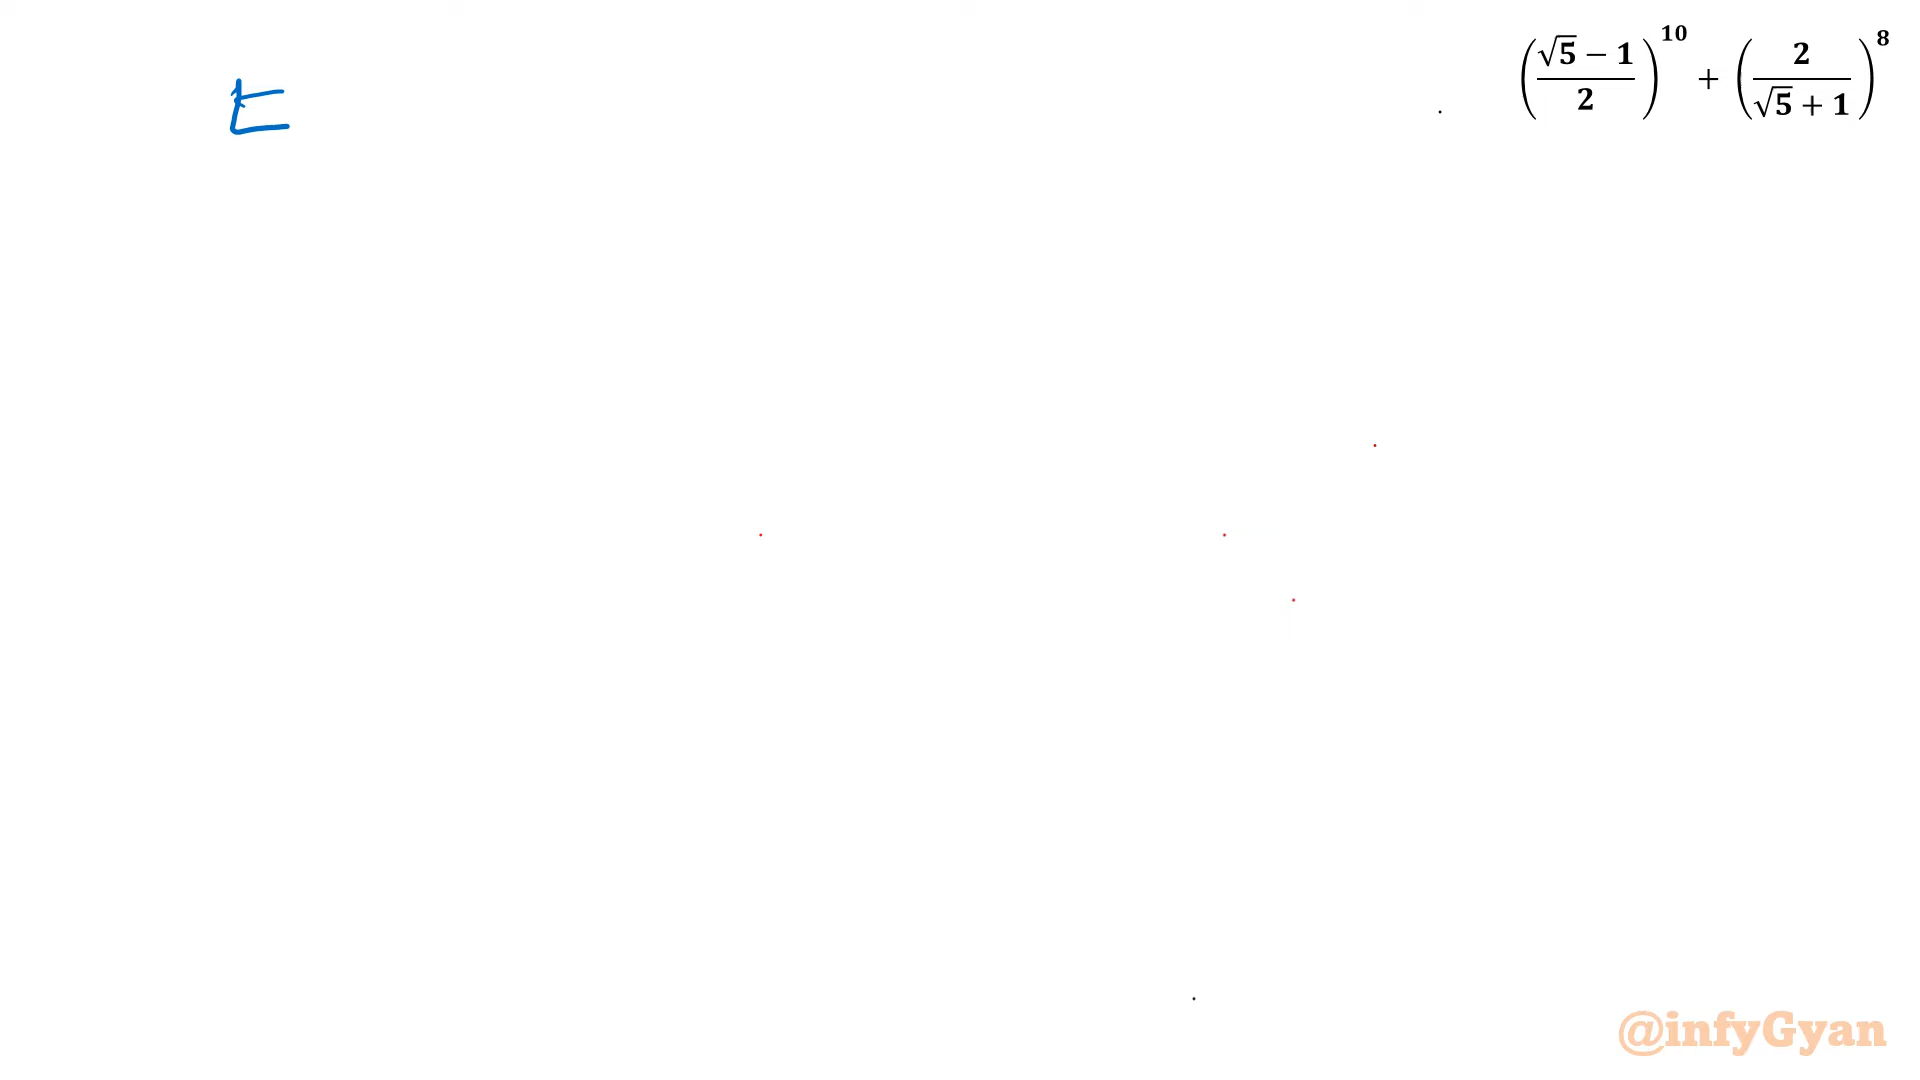 E
(√5 − 1 / 2)^10 + (2 / √5 + 1)^8
@infyGyan